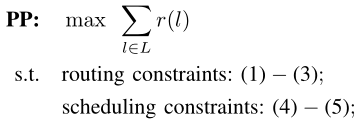 PP: max ∑ r(l)
l∈L
s.t. routing constraints: (1) – (3);
scheduling constraints: (4) – (5);